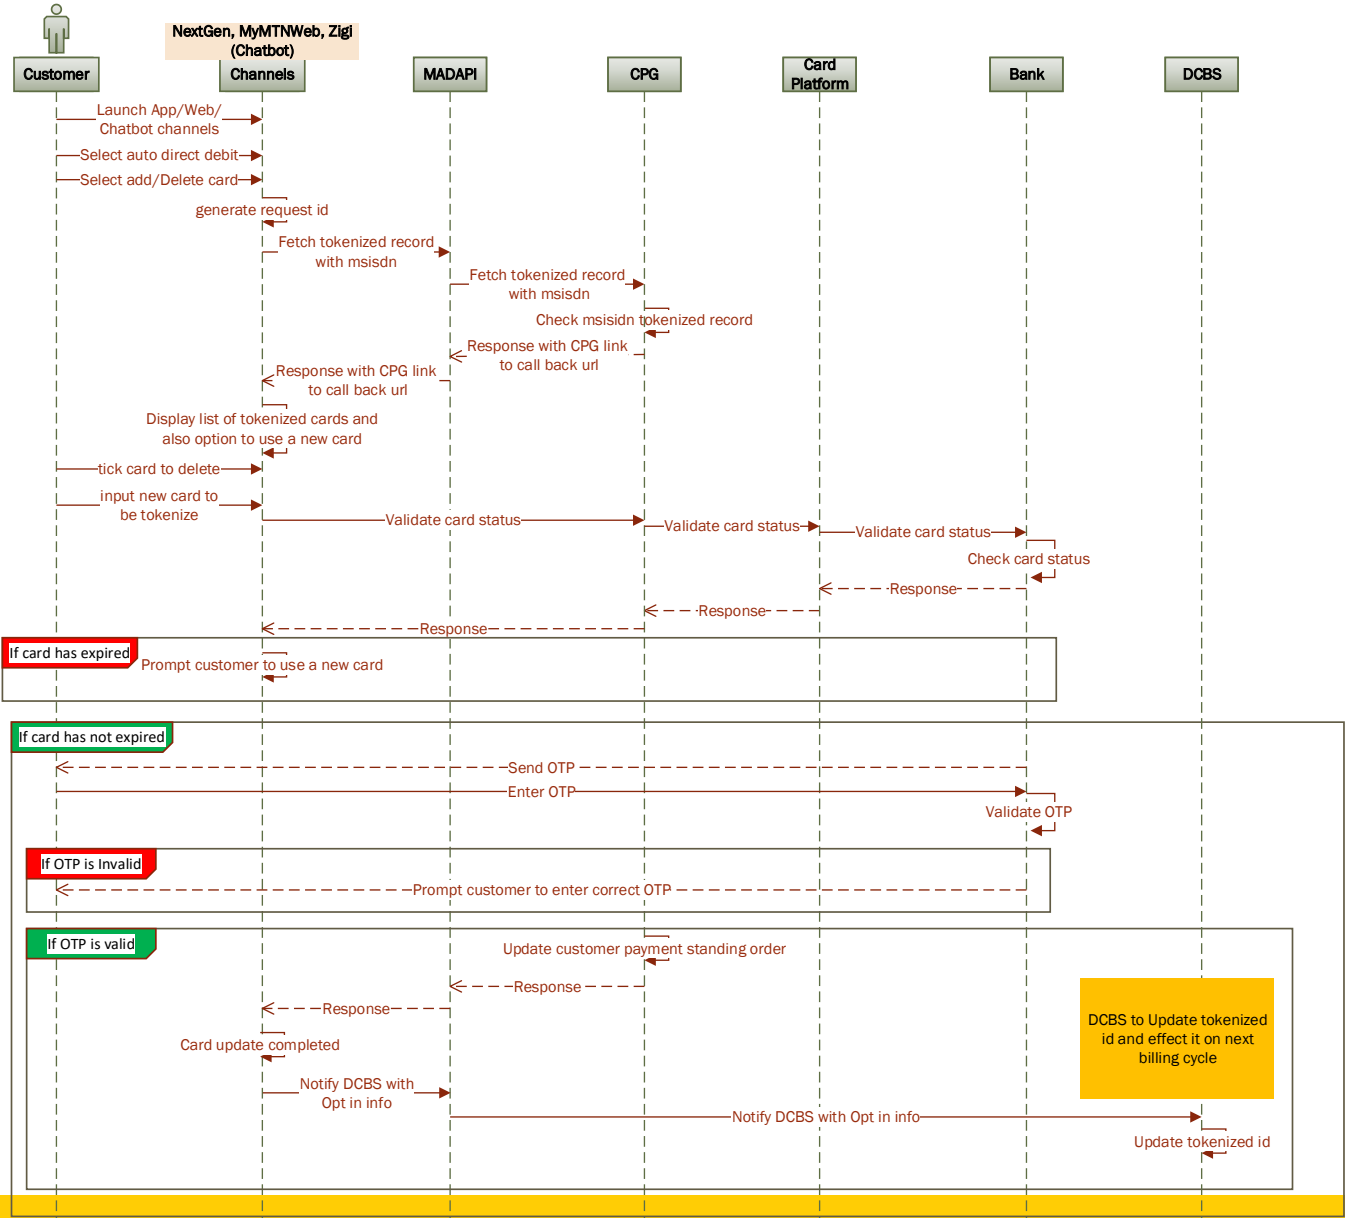 NextGen, MyMTNWeb, Zigi
(Chatbot)
Customer
Channels
MADAPI
CPG
Card
Platform
Bank
DCBS
Launch App/Web/
Chatbot channels
Select auto direct debit
Select add/Delete card
generate request id
Fetch tokenized record
with msisdn
Fetch tokenized record
with msisdn
Check msisidn tokenized record
Response with CPG link
to call back url
Response with CPG link
to call back url
Display list of tokenized cards and
also option to use a new card
tick card to delete
input new card to
be tokenize
Validate card status
Validate card status
Validate card status
Check card status
Response
Response
Response
If card has expired
Prompt customer to use a new card
If card has not expired
Send OTP
Enter OTP
Validate OTP
If OTP is Invalid
Prompt customer to enter correct OTP
If OTP is valid
Update customer payment standing order
Response
Response
DCBS to Update tokenized
id and effect it on next
billing cycle
Card update completed
Notify DCBS with
Opt in info
Notify DCBS with Opt in info
Update tokenized id